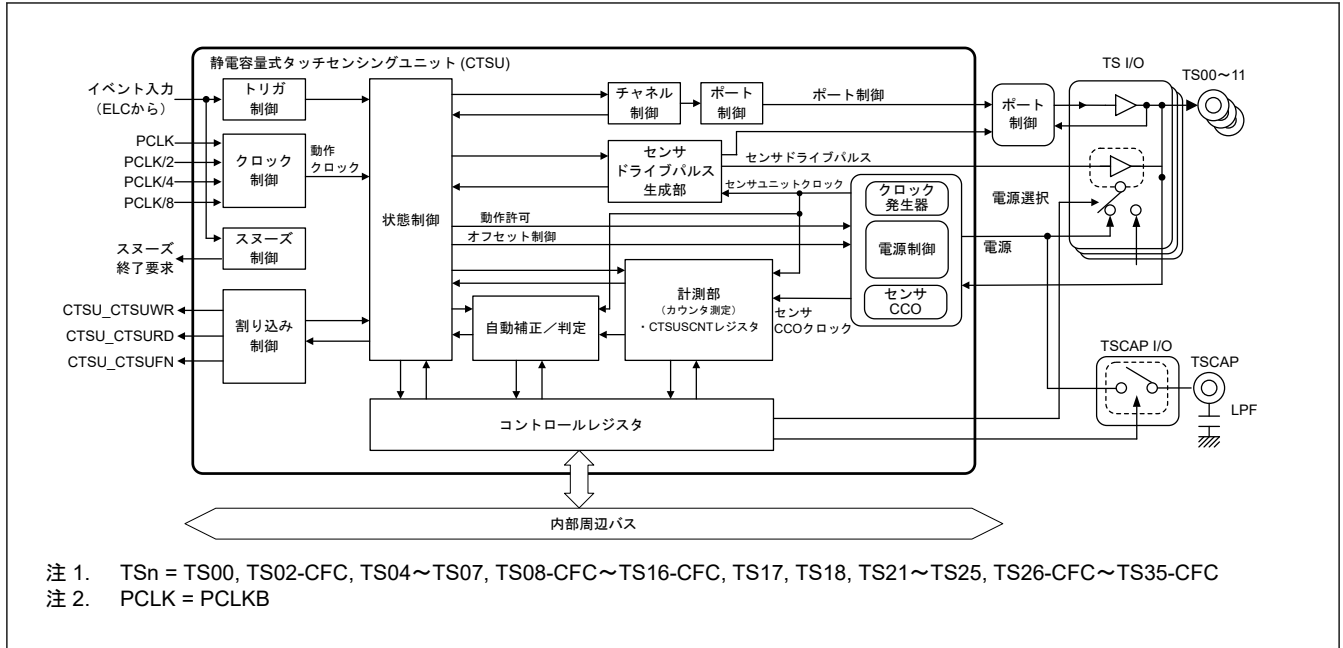 静電容量式タッチセンシングユニット (CTSU)
イベント入力
（ELCから）
トリガ
制御
PCLK
PCLK/2
PCLK/4
PCLK/8
クロック
制御
動作
クロック
スヌーズ
終了要求
スヌーズ
制御
CTSU_CTSUWR
CTSU_CTSURD
CTSU_CTSUFN
割り込み
制御
状態制御
チャネル
制御
ポート
制御
ポート制御
センサ
ドライブパルス
生成部
センサドライブパルス
センサユニットクロック
動作許可
オフセット制御
クロック
発生器
電源制御
センサ
CCO
計測部
（カウンタ測定）
・CTSUSCNTレジスタ
センサ
CCOクロック
自動補正／判定
コントロールレジスタ
内部周辺バス
ポート
制御
TS I/O
TS00～11
電源選択
電源
TSCAP I/O
TSCAP
LPF
注 1. TSn = TS00, TS02-CFC, TS04～TS07, TS08-CFC～TS16-CFC, TS17, TS18, TS21～TS25, TS26-CFC～TS35-CFC
注 2. PCLK = PCLKB